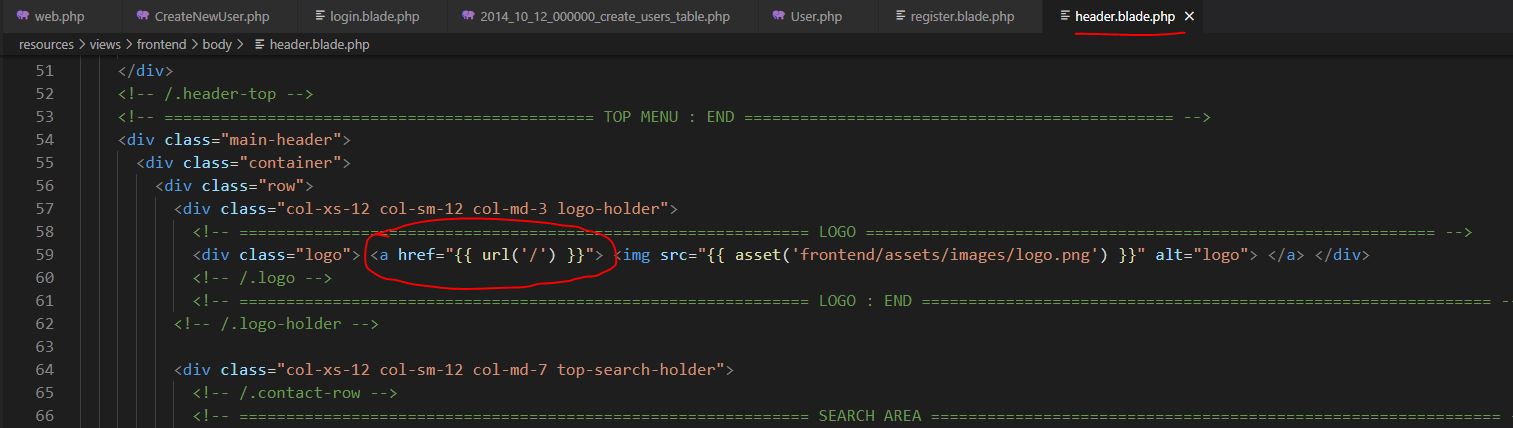 web.php CreateNewUser.php login.blade.php 2014_10_12_000000_create_users_table.php User.php register.blade.php header.blade.php ×
resources > views > frontend > body > header.blade.php
51 </div>
52 <!-- /.header-top -->
53 <!-- ============================================== TOP MENU : END ============================================== -->
54 <div class="main-header">
55 <div class="container">
56 <div class="row">
57 <div class="col-xs-12 col-sm-12 col-md-3 logo-holder">
58 <!-- ============================================================= LOGO ============================================================= -->
59 <div class="logo"> <a href="{{ url('/') }}"> <img src="{{ asset('frontend/assets/images/logo.png') }}" alt="logo"> </a> </div>
60 <!-- /.logo -->
61 <!-- ============================================================= LOGO : END ============================================================= -
62 <!-- /.logo-holder -->
63
64 <div class="col-xs-12 col-sm-12 col-md-7 top-search-holder">
65 <!-- /.contact-row -->
66 <!-- ============================================================= SEARCH AREA ============================================================= -